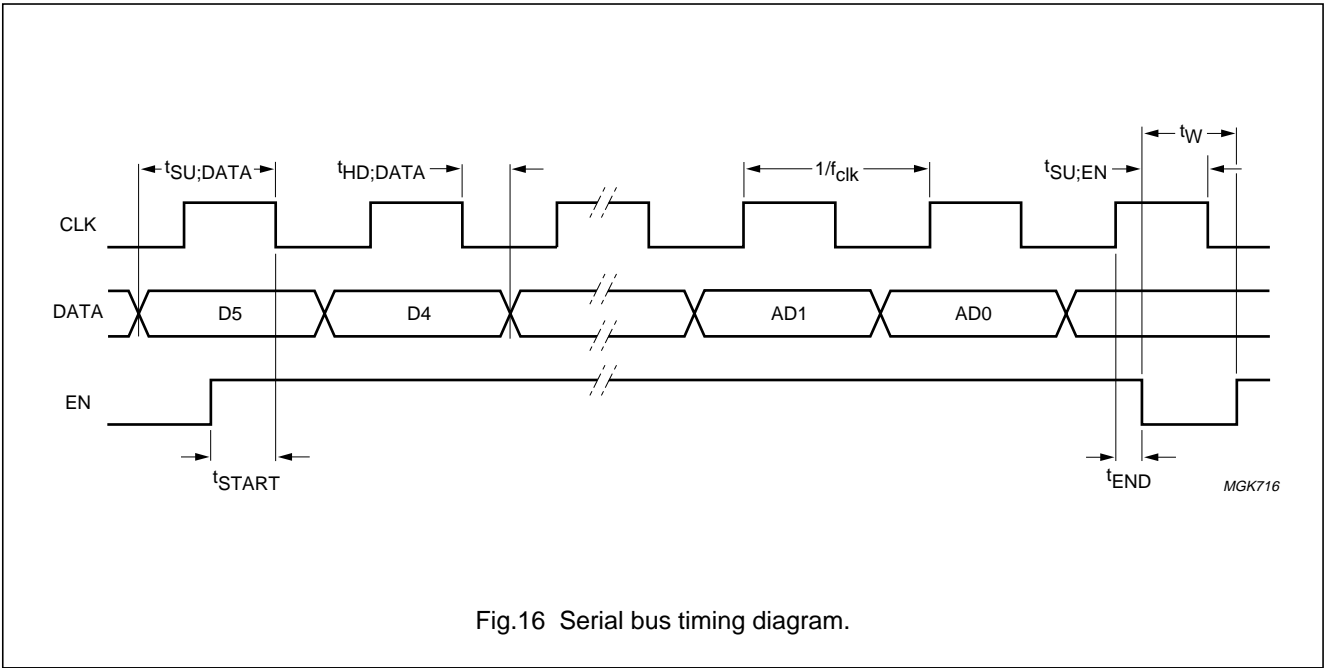 tW
tSU;DATA tHD;DATA 1/fclk tSU;EN
CLK
DATA D5 D4 AD1 AD0
EN
tSTART tEND
MGK716
Fig.16 Serial bus timing diagram.